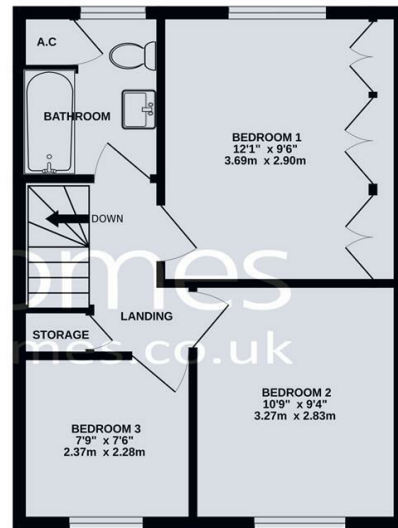 A.C
BATHROOM
BEDROOM 1
12'1" x 9'6"
3.69m x 2.90m
DOWN
omes
LANDING
STORAGE
mes.co.uk
BEDROOM 2
10'9" x 9'4"
3.27m x 2.83m
BEDROOM 3
7'9" x 7'6"
2.37m x 2.28m